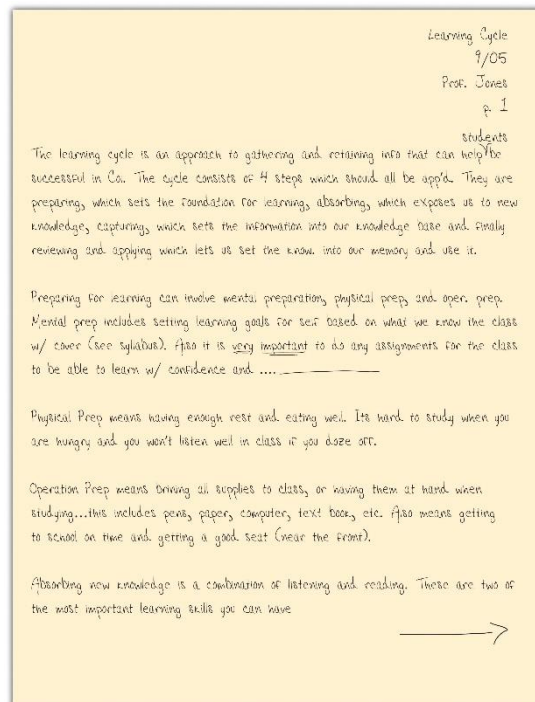 Learning Cycle
9/05
Prof. Jones
p. 1
students
The learning cycle is an approach to gathering and retaining info that can help be
successful in Co.. The cycle consists of 4 steps which should all be app'd. They are
preparing, which sets the foundation for learning, absorbing, which exposes us to new
knowledge, capturing, which sets the information into our knowledge base and finally
reviewing and applying which lets us set the know. into our memory and use it.
Preparing for learning can involve mental preparation, physical prep, and oper. prep.
Mental prep includes setting learning goals for self based on what we know the class
w/ cover (see syllabus). Also it is very important to do any assignments for the class
to be able to learn w/ confidence and ....
Physical Prep means having enough rest and eating well. Its hard to study when you
are hungry and you won't listen well in class if you doze off.
Operation Prep means brining all supplies to class, or having them at hand when
studying...this includes pens, paper, computer, text book, etc. Also means getting
to school on time and getting a good seat (near the front).
Absorbing new knowledge is a combination of listening and reading. These are two of
the most important learning skills you can have